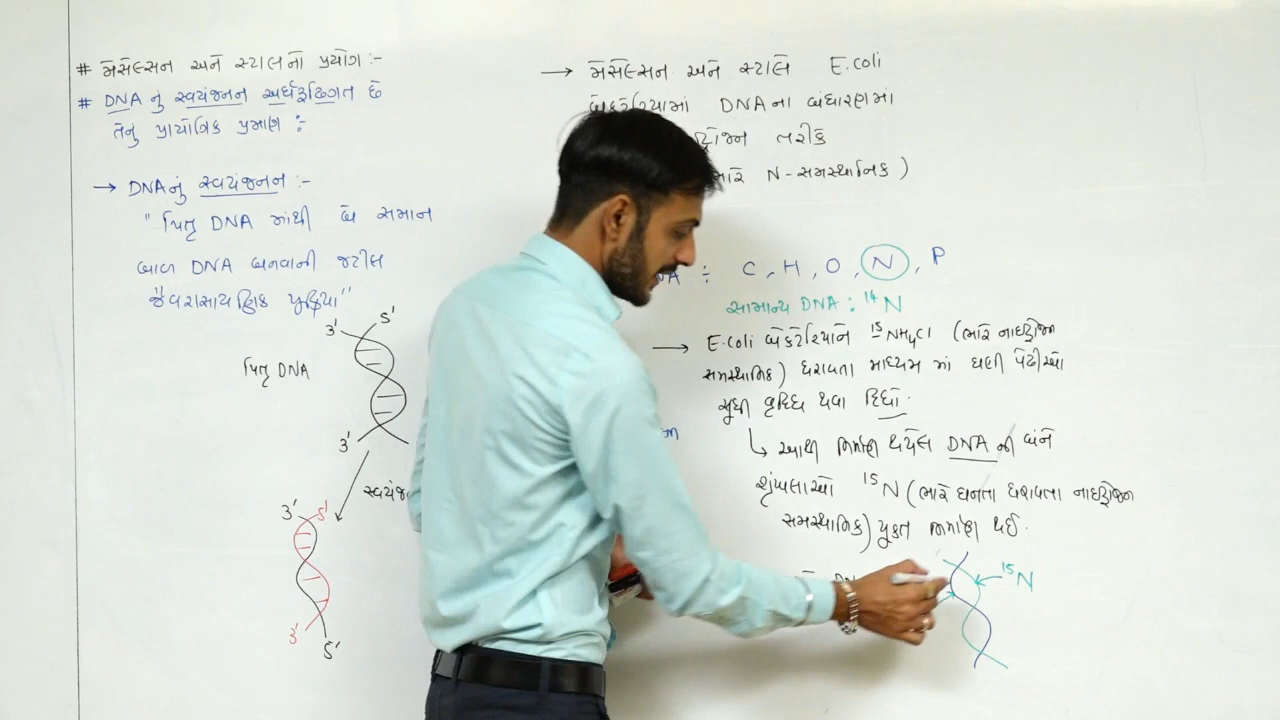 # મેસેલ્સન અને સ્ટાલનો પ્રયોગ :-
# DNA નું સ્વયંજનન અર્ધરૂઢિગત છે
તેનું પ્રાયોગિક પ્રમાણ :
→ DNAનું સ્વયંજનન :-
" પિતૃ DNA માંથી બે સમાન
બાળ DNA બનવાની જટીલ
જૈવરાસાયણિક પ્રક્રિયા"
3' 5'
પિતૃ DNA
3'
3' 5'
3' 5'
→ મેસેલ્સન અને સ્ટાલે E.coli
બેક્ટેરિયામાં DNAના બંધારણમાં
તરીકે
ભારે N-સમસ્થાનિક)
: C, H, O, N, P
સામાન્ય DNA : ¹⁴N
→ E.coli બેક્ટેરિયાને ¹⁵NH₄Cl (ભારે નાઇટ્રોજન
સમસ્થાનિક) ધરાવતા માધ્યમ માં ઘણી પેઢીઓ
સુધી વૃદ્ધિ થવા દિધો.
↳ આથી નિર્માણ થયેલ DNA ની બંને
શૃંખલાઓ ¹⁵N (ભારે ઘનતા ધરાવતા નાઇટ્રોજન
સમસ્થાનિક) યુક્ત નિર્માણ થઈ.
¹⁵N